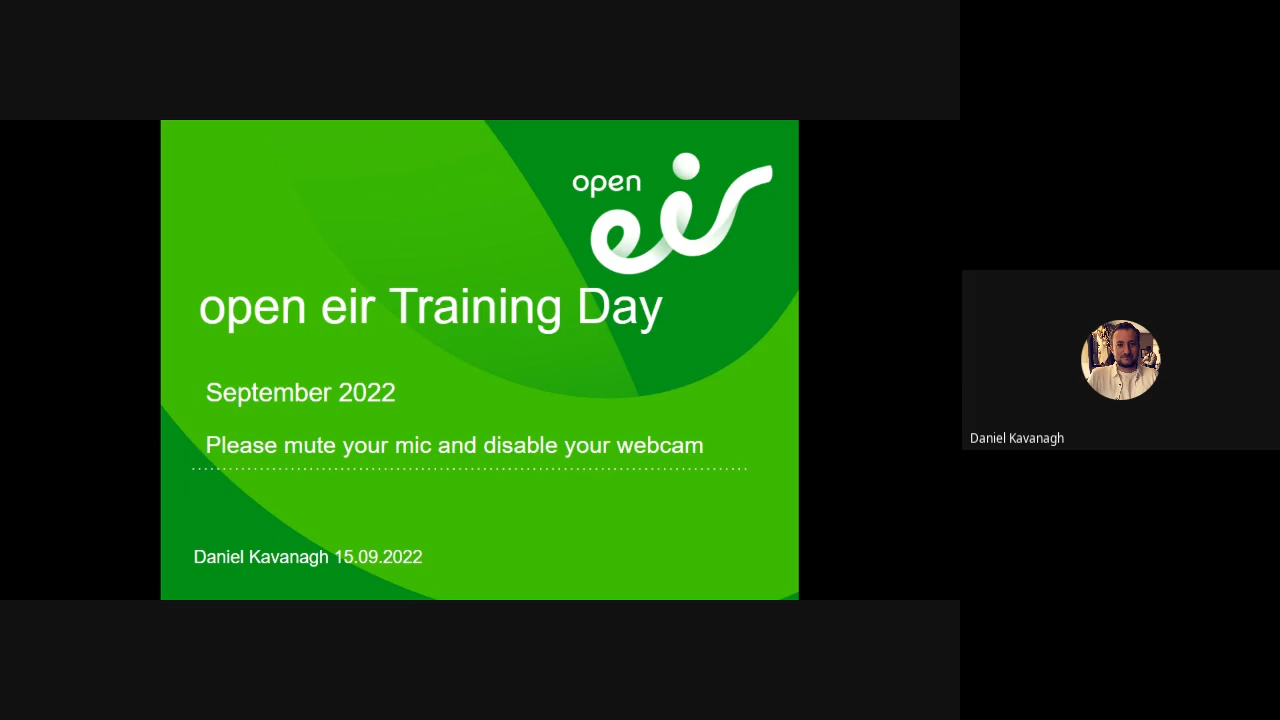 open
eir
open eir Training Day
September 2022
Please mute your mic and disable your webcam
Daniel Kavanagh 15.09.2022
Daniel Kavanagh